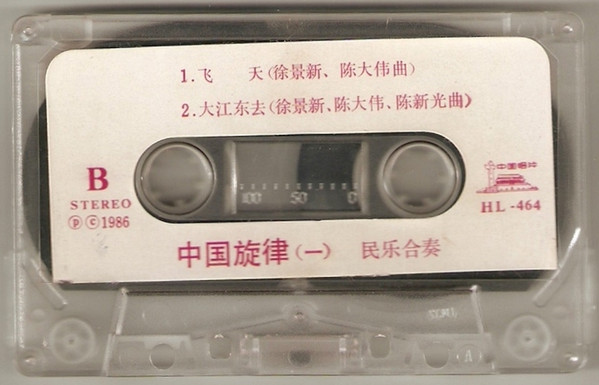 1.飞 天(徐景新、陈大伟曲)
2.大江东去(徐景新、陈大伟、陈新光曲)
B
STEREO
ⓟⓒ1986
100 50 0
中国唱片
HL-464
中国旋律(一) 民乐合奏
A